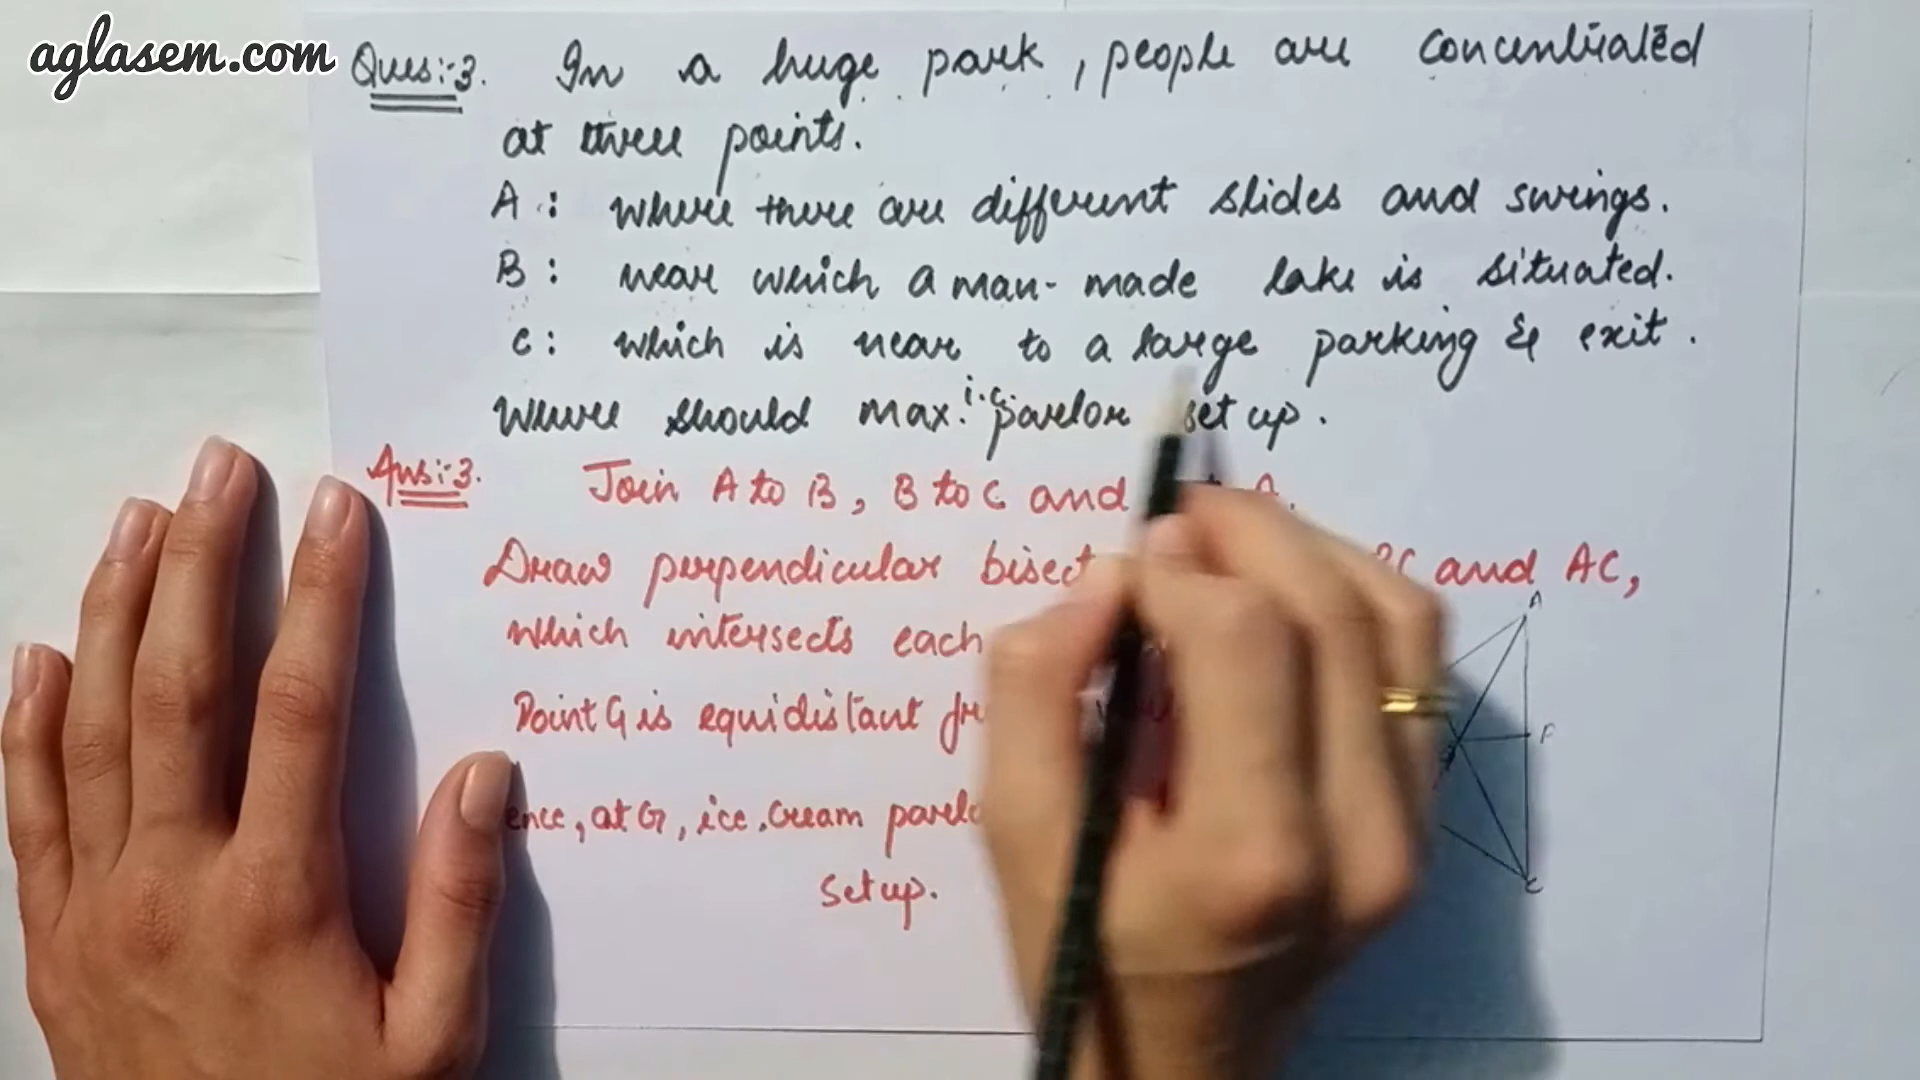 aglasem.com
Ques:-3. In a huge park, people are concentrated
at three points.
A: where there are different slides and swings.
B: near which a man-made lake is situated.
C: which is near to a large parking & exit.
i.c.
Where should max. parlor set up.
Ans:-3. Join A to B, B to C and A.
Draw perpendicular bisect BC and AC,
which intersects each
A
Point G is equidistant
F
ence, at G, ice. cream
C
Set up.